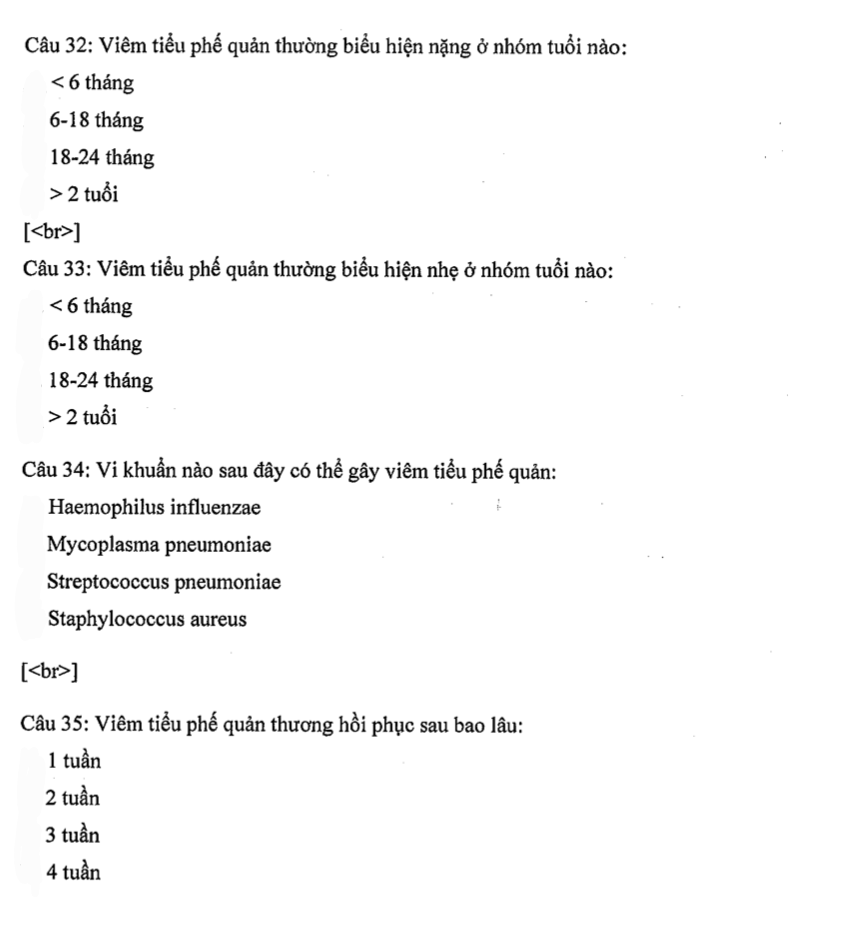 Câu 32: Viêm tiểu phế quản thường biểu hiện nặng ở nhóm tuổi nào:
< 6 tháng
6-18 tháng
18-24 tháng
> 2 tuổi
[<br>]
Câu 33: Viêm tiểu phế quản thường biểu hiện nhẹ ở nhóm tuổi nào:
< 6 tháng
6-18 tháng
18-24 tháng
> 2 tuổi
Câu 34: Vi khuẩn nào sau đây có thể gây viêm tiểu phế quản:
Haemophilus influenzae
Mycoplasma pneumoniae
Streptococcus pneumoniae
Staphylococcus aureus
[<br>]
Câu 35: Viêm tiểu phế quản thương hồi phục sau bao lâu:
1 tuần
2 tuần
3 tuần
4 tuần